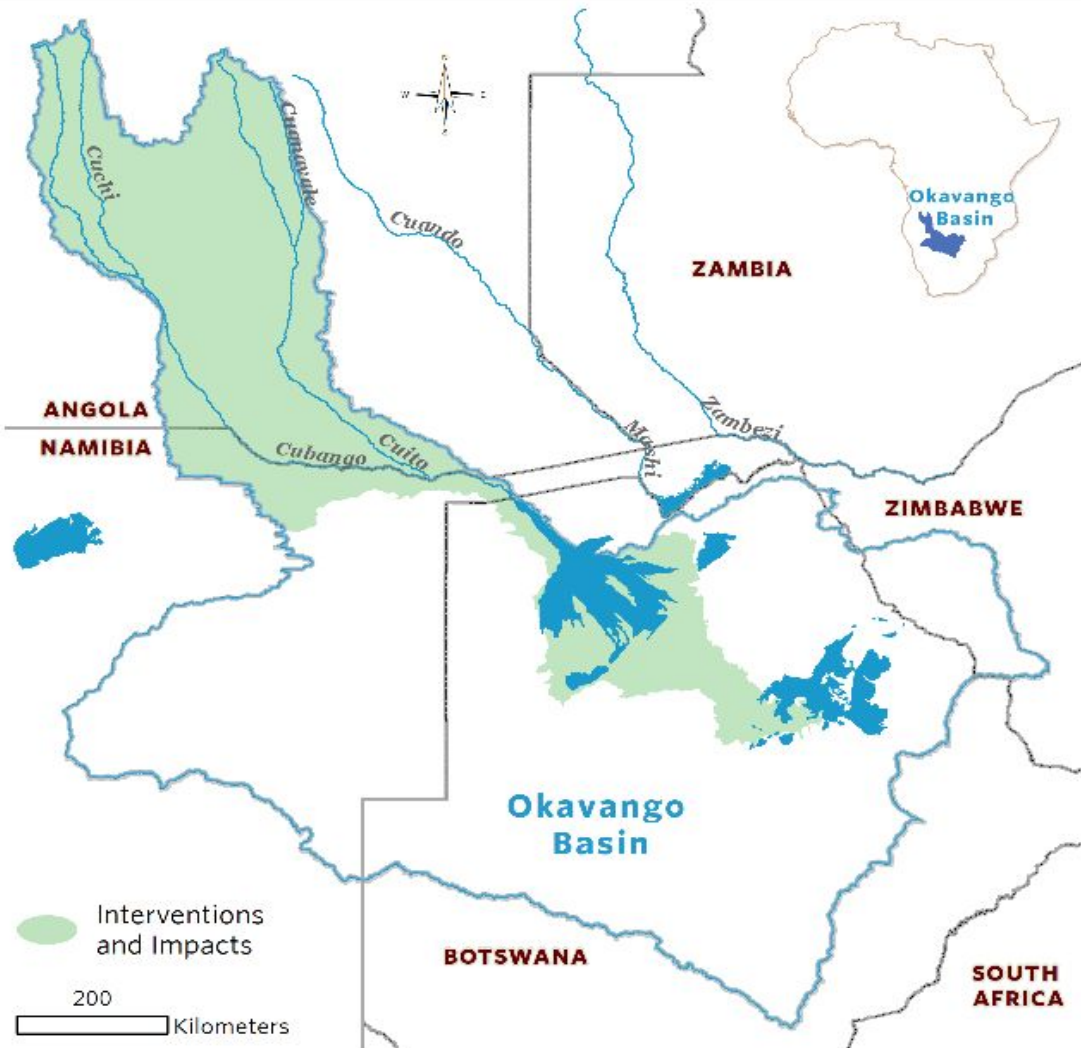 N
W E
S
Cuchi
Cuanavale
Cuando
Okavango
Basin
ZAMBIA
ANGOLA
NAMIBIA
Cubango
Cuito
Mashi
Zambezi
ZIMBABWE
Okavango
Basin
Interventions
and Impacts
BOTSWANA
SOUTH
AFRICA
200
Kilometers